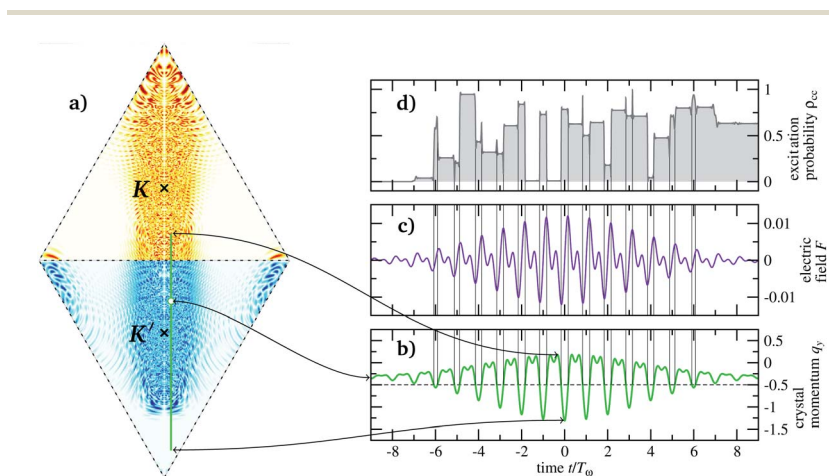 a)
K
K′
d)
1
0.5
0
excitation
probability ρcc
c)
0.01
0
-0.01
electric
field F
b)
0.5
0
-0.5
-1
-1.5
crystal
momentum qy
-8 -6 -4 -2 0 2 4 6 8
time t/Tω